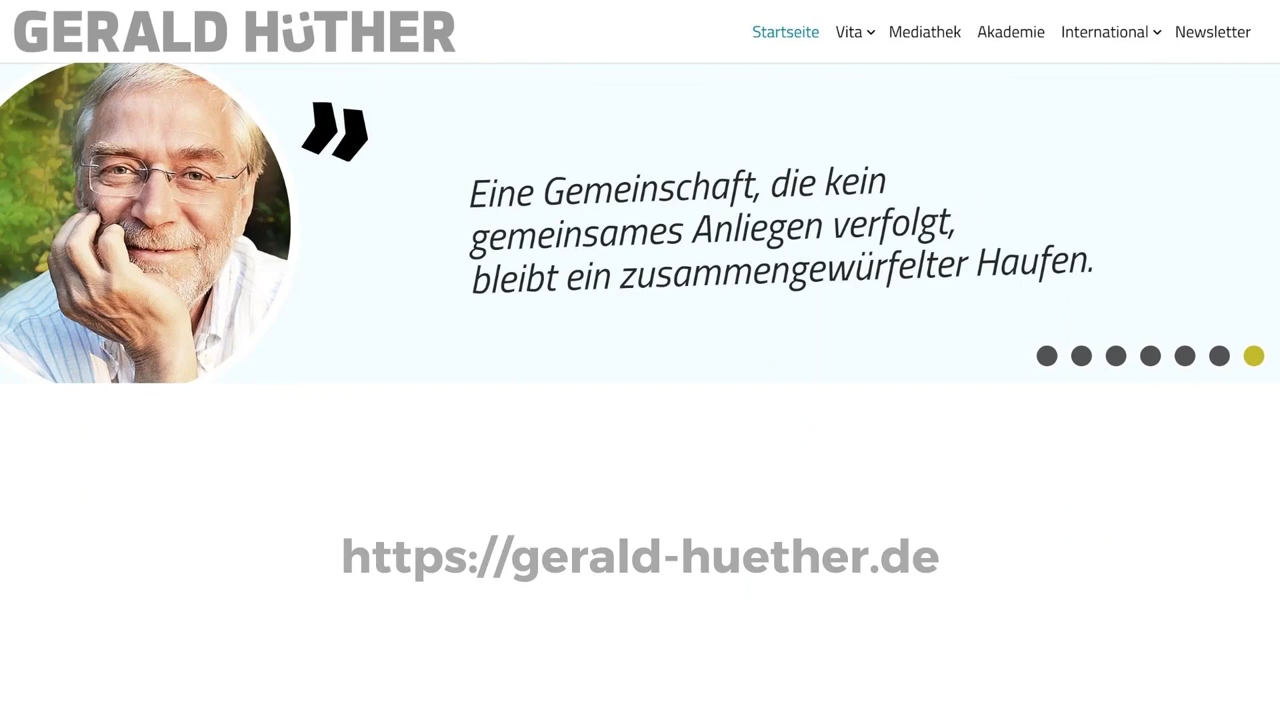 GERALD HÜTHER
Startseite Vita Mediathek Akademie International Newsletter
"
Eine Gemeinschaft, die kein
gemeinsames Anliegen verfolgt,
bleibt ein zusammengewürfelter Haufen.
https://gerald-huether.de